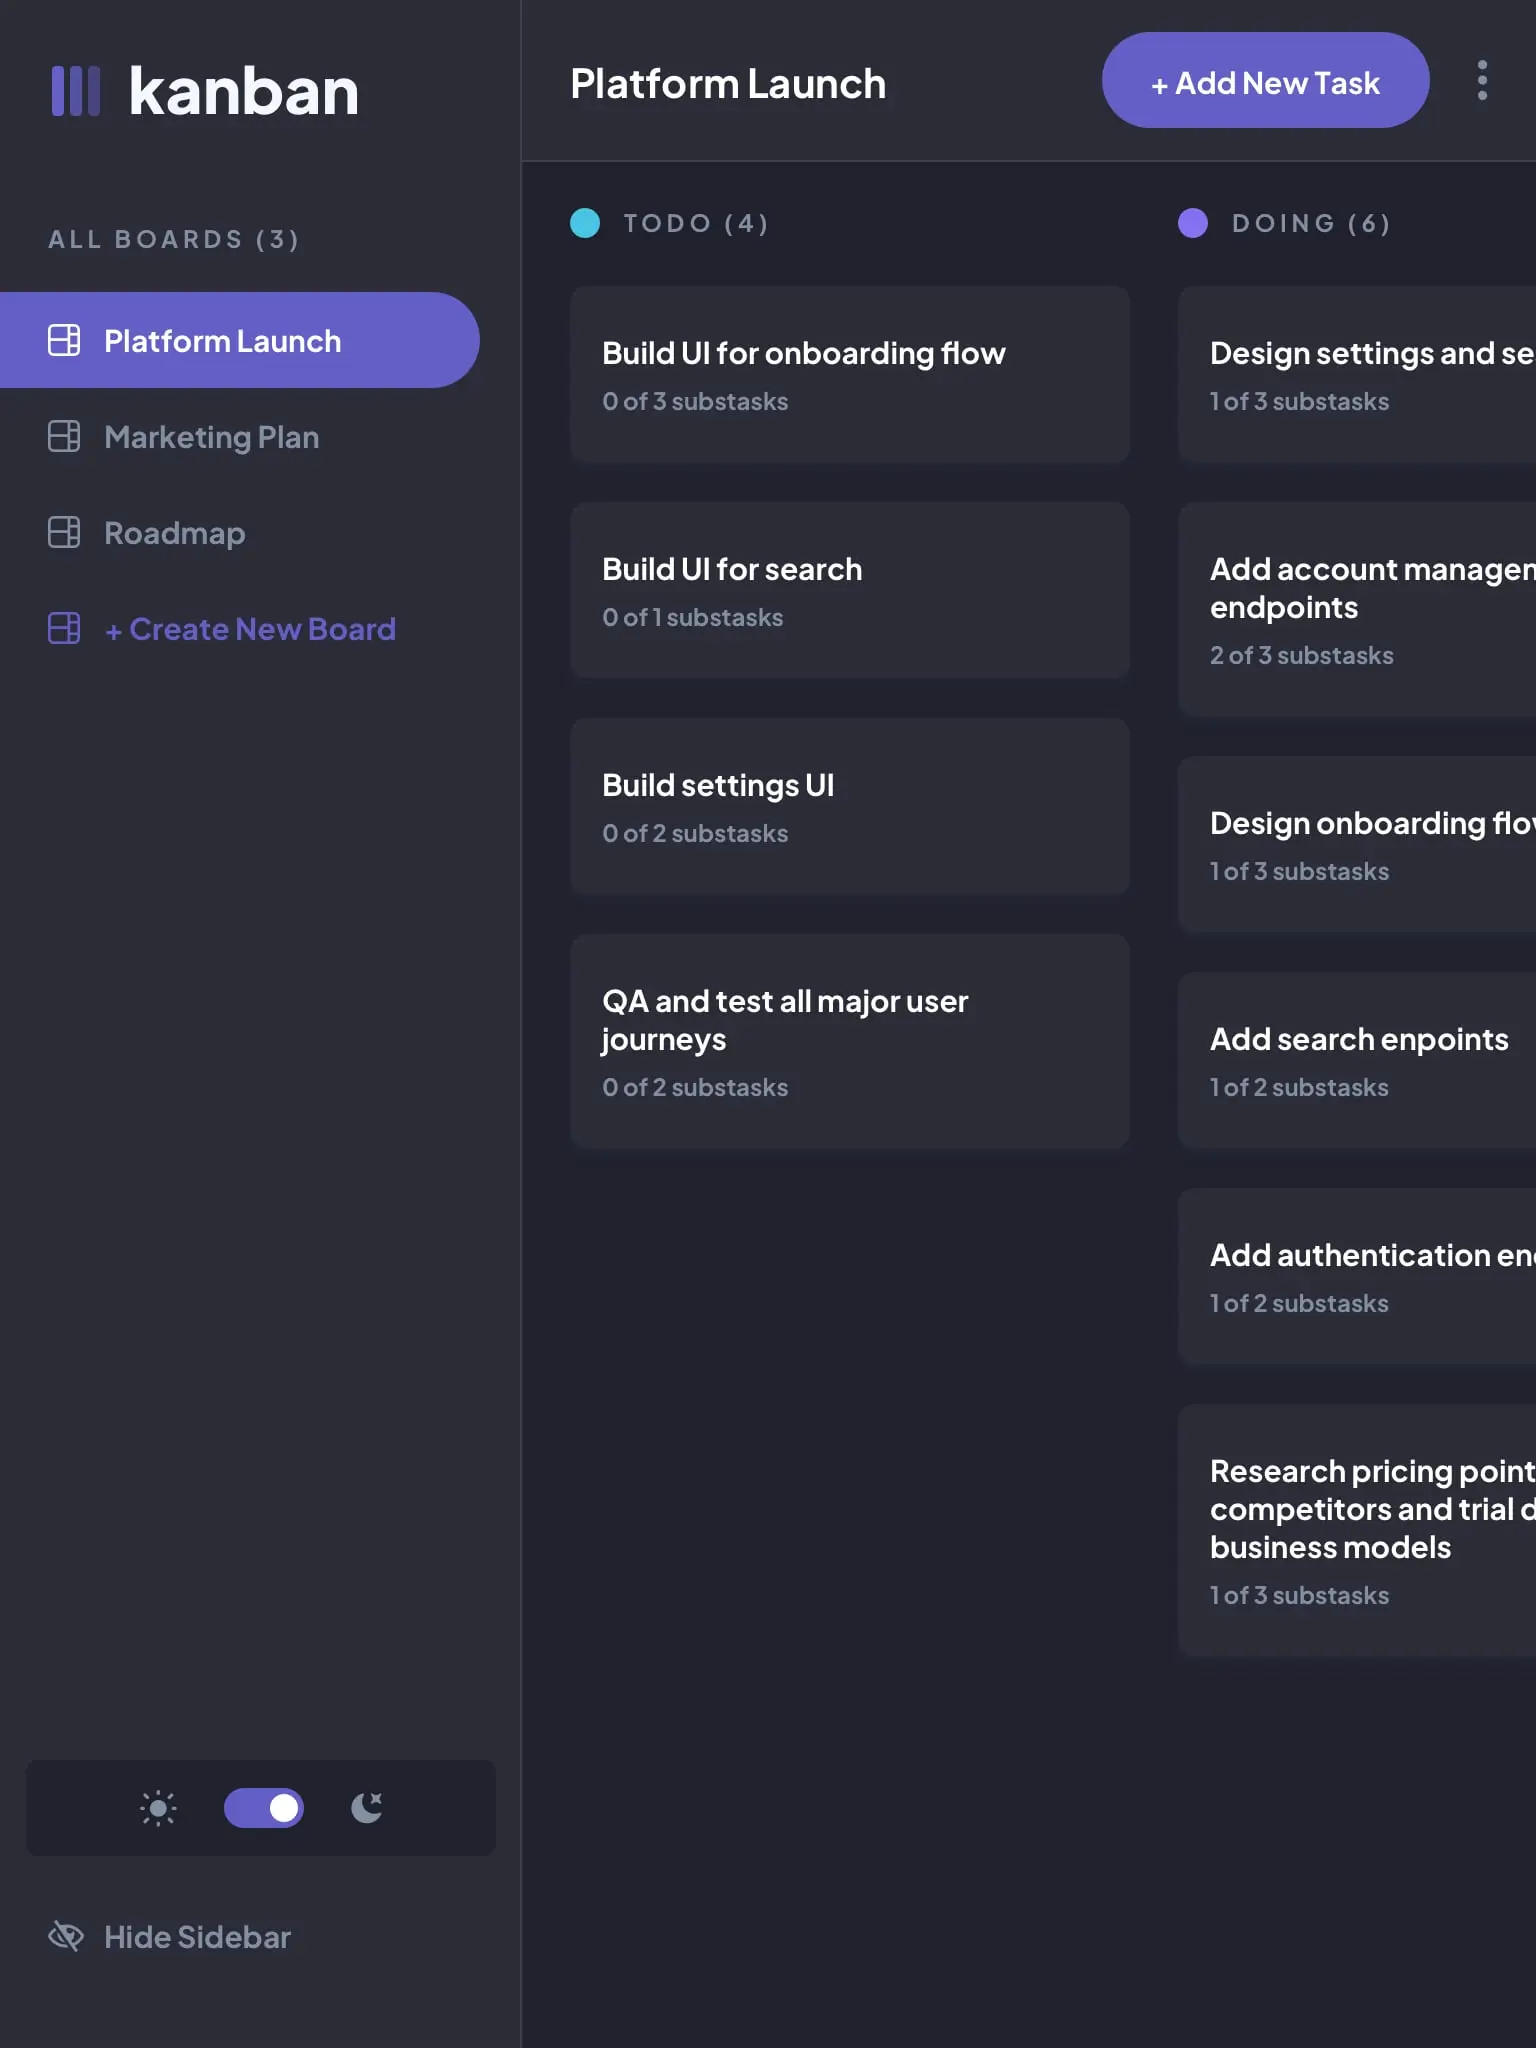 kanban
ALL BOARDS (3)
Platform Launch
Marketing Plan
Roadmap
+ Create New Board
Hide Sidebar
Platform Launch
+ Add New Task
TODO (4)
Build UI for onboarding flow
0 of 3 substasks
Build UI for search
0 of 1 substasks
Build settings UI
0 of 2 substasks
QA and test all major user
journeys
0 of 2 substasks
DOING (6)
Design settings and
1 of 3 substasks
Add account
endpoints
2 of 3 substasks
Design onboarding
1 of 3 substasks
Add search enpoints
1 of 2 substasks
Add authentication
1 of 2 substasks
Research pricing
competitors and trial
business models
1 of 3 substasks